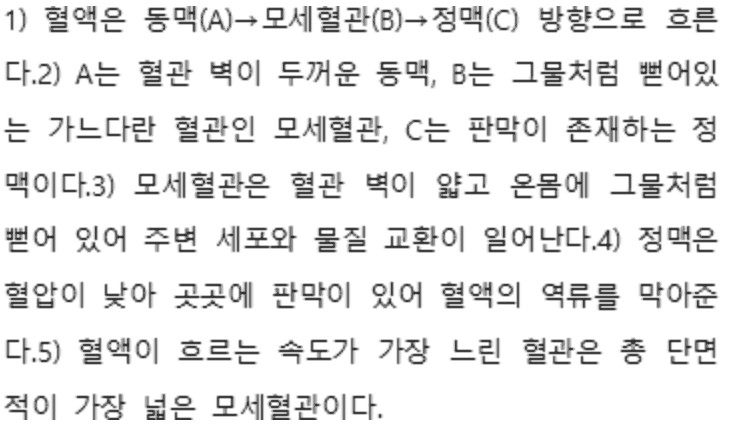 1) 혈액은 동맥(A)→모세혈관(B)→정맥(C) 방향으로 흐른
다.2) A는 혈관 벽이 두꺼운 동맥, B는 그물처럼 뻗어있
는 가느다란 혈관인 모세혈관, C는 판막이 존재하는 정
맥이다.3) 모세혈관은 혈관 벽이 얇고 온몸에 그물처럼
뻗어 있어 주변 세포와 물질 교환이 일어난다.4) 정맥은
혈압이 낮아 곳곳에 판막이 있어 혈액의 역류를 막아준
다.5) 혈액이 흐르는 속도가 가장 느린 혈관은 총 단면
적이 가장 넓은 모세혈관이다.